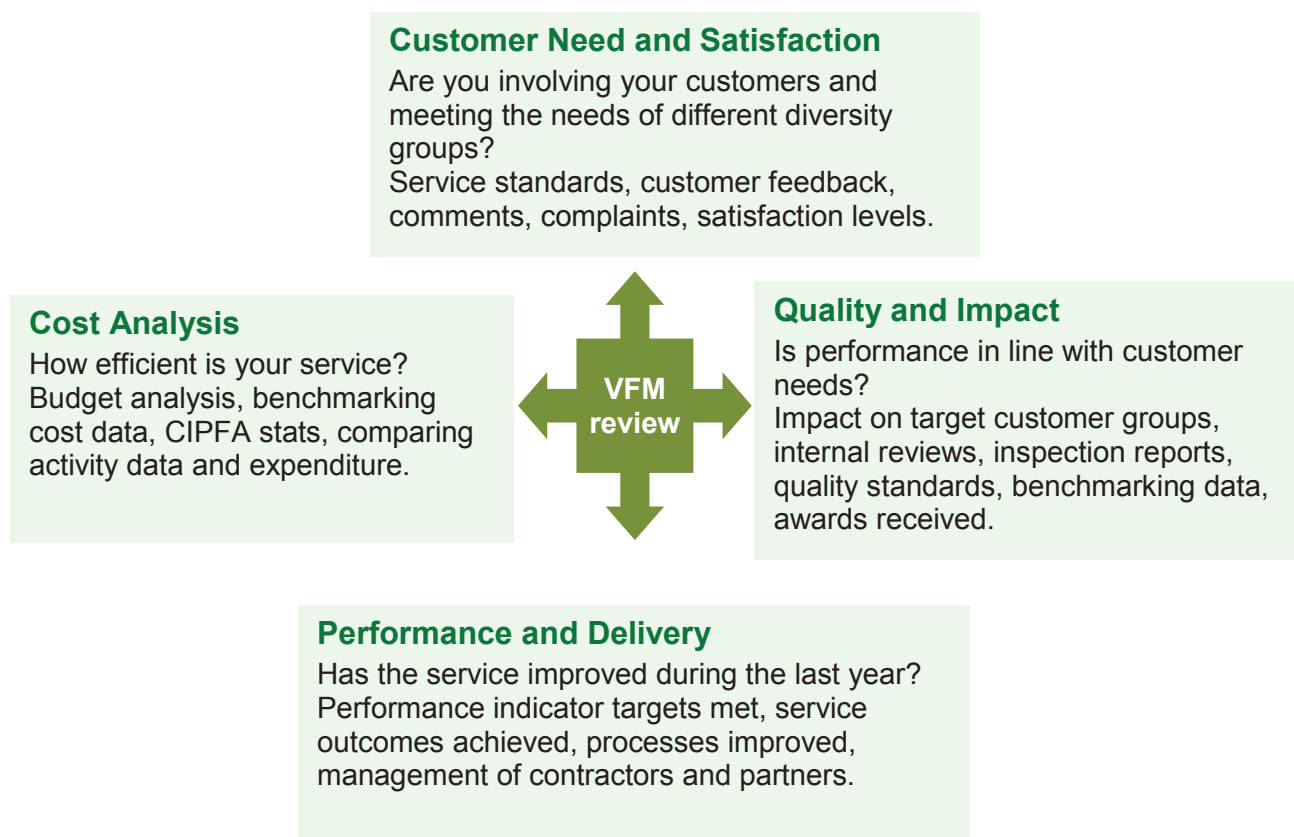 Customer Need and Satisfaction
Are you involving your customers and
meeting the needs of different diversity
groups?
Service standards, customer feedback,
comments, complaints, satisfaction levels.
Cost Analysis
How efficient is your service?
Budget analysis, benchmarking
cost data, CIPFA stats, comparing
activity data and expenditure.
VFM
review
Quality and Impact
Is performance in line with customer
needs?
Impact on target customer groups,
internal reviews, inspection reports,
quality standards, benchmarking data,
awards received.
Performance and Delivery
Has the service improved during the last year?
Performance indicator targets met, service
outcomes achieved, processes improved,
management of contractors and partners.